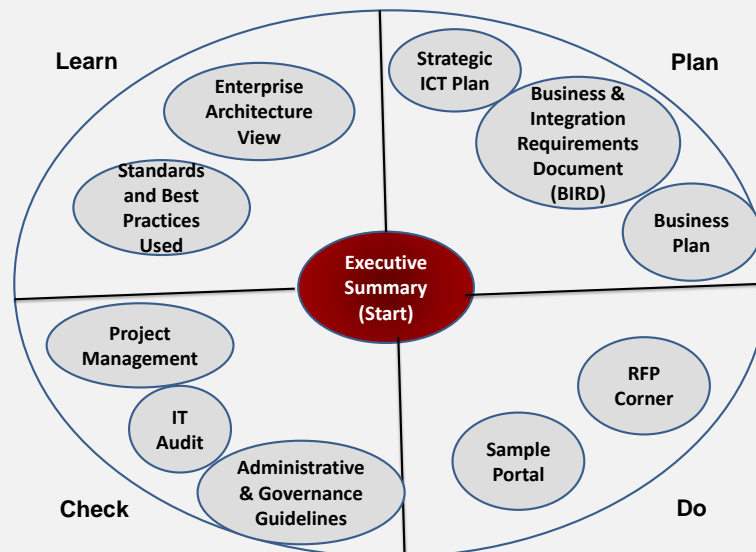 Learn
Enterprise
Architecture
View
Standards
and Best
Practices
Used
Plan
Strategic
ICT Plan
Business &
Integration
Requirements
Document
(BIRD)
Business
Plan
Executive
Summary
(Start)
Project
Management
IT
Audit
Administrative
& Governance
Guidelines
Check
RFP
Corner
Sample
Portal
Do